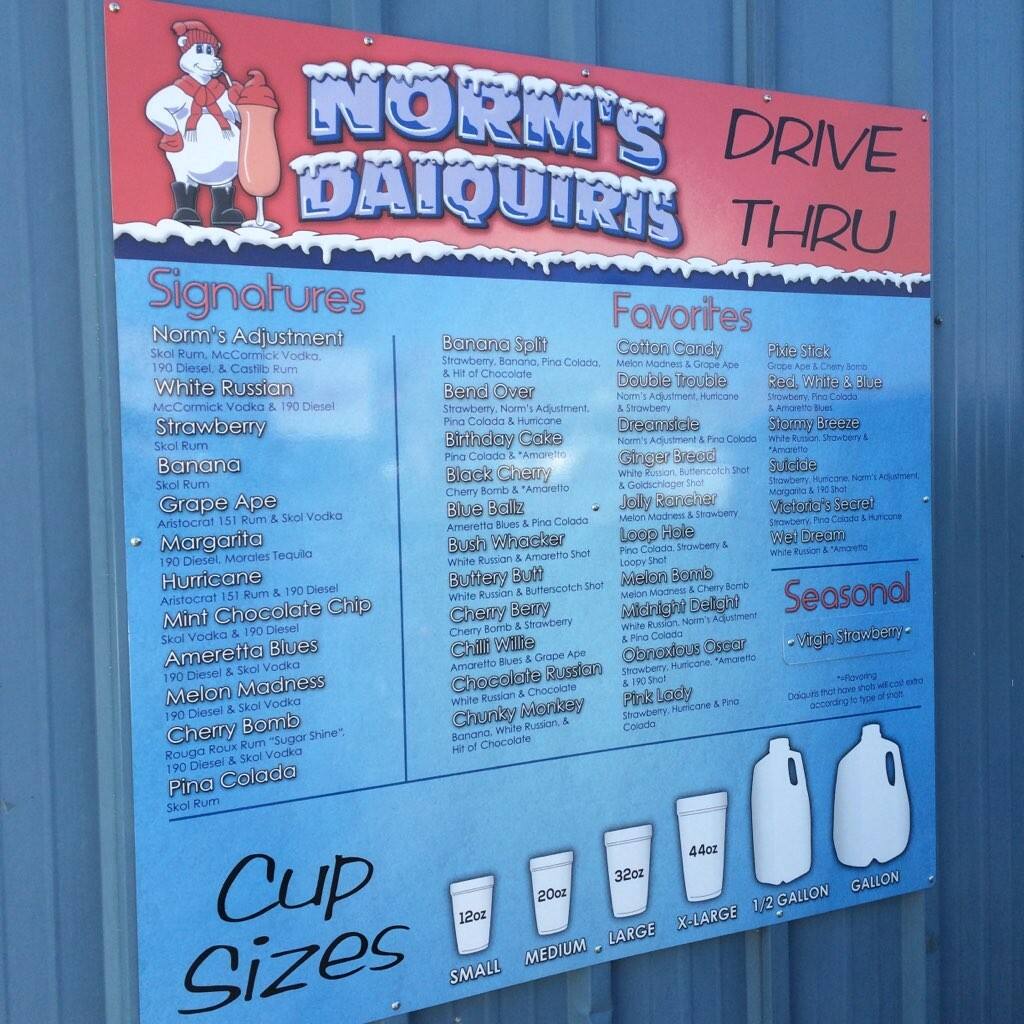 NORM'S
DAIQUIRIS
DRIVE
THRU
Signatures
Norm's Adjustment
Skol Rum, McCormick Vodka,
190 Diesel, & Castilb Rum
White Russian
McCormick Vodka & 190 Diesel
Strawberry
Skol Rum
Banana
Skol Rum
Grape Ape
Aristocrat 151 Rum & Skol Vodka
Margarita
190 Diesel, Morales Tequila
Hurricane
Aristocrat 151 Rum & 190 Diesel
Mint Chocolate Chip
Skol Vodka & 190 Diesel
Ameretta Blues
190 Diesel & Skol Vodka
Melon Madness
190 Diesel & Skol Vodka
Cherry Bomb
Rouga Roux Rum "Sugar Shine",
190 Diesel & Skol Vodka
Pina Colada
Skol Rum
Favorites
Banana Split
Strawberry, Banana, Pina Colada,
& Hit of Chocolate
Bend Over
Strawberry, Norm's Adjustment,
Pina Colada & Hurricane
Birthday Cake
Pina Colada & *Amaretto
Black Cherry
Cherry Bomb & *Amaretto
Blue Ballz
Ameretta Blues & Pina Colada
Bush Whacker
White Russian & Amaretto Shot
Buttery Butt
White Russian & Butterscotch Shot
Cherry Berry
Cherry Bomb & Strawberry
Chilli Willie
Amaretto Blues & Grape Ape
Chocolate Russian
White Russian & Chocolate
Chunky Monkey
Banana, White Russian, &
Hit of Chocolate
Cotton Candy
Melon Madness & Grape Ape
Double Trouble
Norm's Adjustment, Hurricane
& Strawberry
Dreamsicle
Norm's Adjustment & Pina Colada
Ginger Bread
White Russian, Butterscotch Shot
& Goldschlager Shot
Jolly Rancher
Melon Madness & Strawberry
Loop Hole
Pina Colada, Strawberry &
Loopy Shot
Melon Bomb
Melon Madness & Cherry Bomb
Midnight Delight
White Russian, Norm's Adjustment
& Pina Colada
Obnoxious Oscar
Strawberry, Hurricane, *Amaretto
& 190 Shot
Pink Lady
Strawberry, Hurricane & Pina
Colada
Pixie Stick
Grape Ape & Cherry Bomb
Red, White & Blue
Strawberry, Pina Colada
& Amaretto Blues
Stormy Breeze
White Russian, Strawberry &
*Amaretto
Suicide
Strawberry, Hurricane, Norm's Adjustment,
Margarita & 190 Shot
Victoria's Secret
Strawberry, Pina Colada & Hurricane
Wet Dream
White Russian & *Amaretto
Seasonal
Virgin Strawberry
*=Flavoring
Daiquiris that have shots will cost extra
according to type of shot.
Cup
Sizes
12oz
SMALL
20oz
MEDIUM
32oz
LARGE
44oz
X-LARGE
1/2 GALLON
GALLON